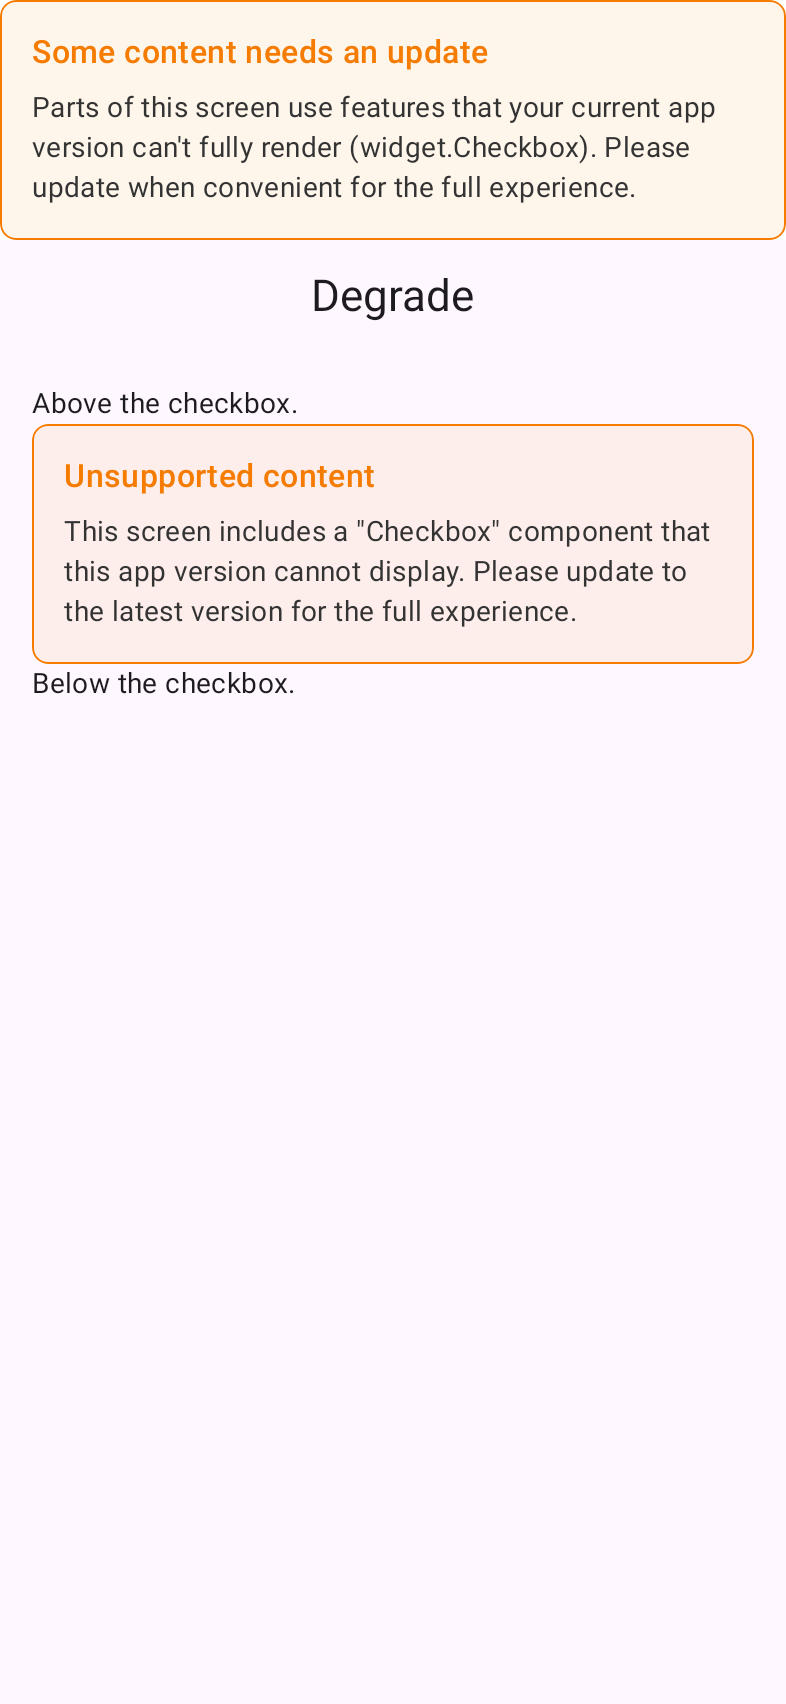 Some content needs an update
Parts of this screen use features that your current app
version can't fully render (widget.Checkbox). Please
update when convenient for the full experience.
Degrade
Above the checkbox.
Unsupported content
This screen includes a "Checkbox" component that
this app version cannot display. Please update to
the latest version for the full experience.
Below the checkbox.